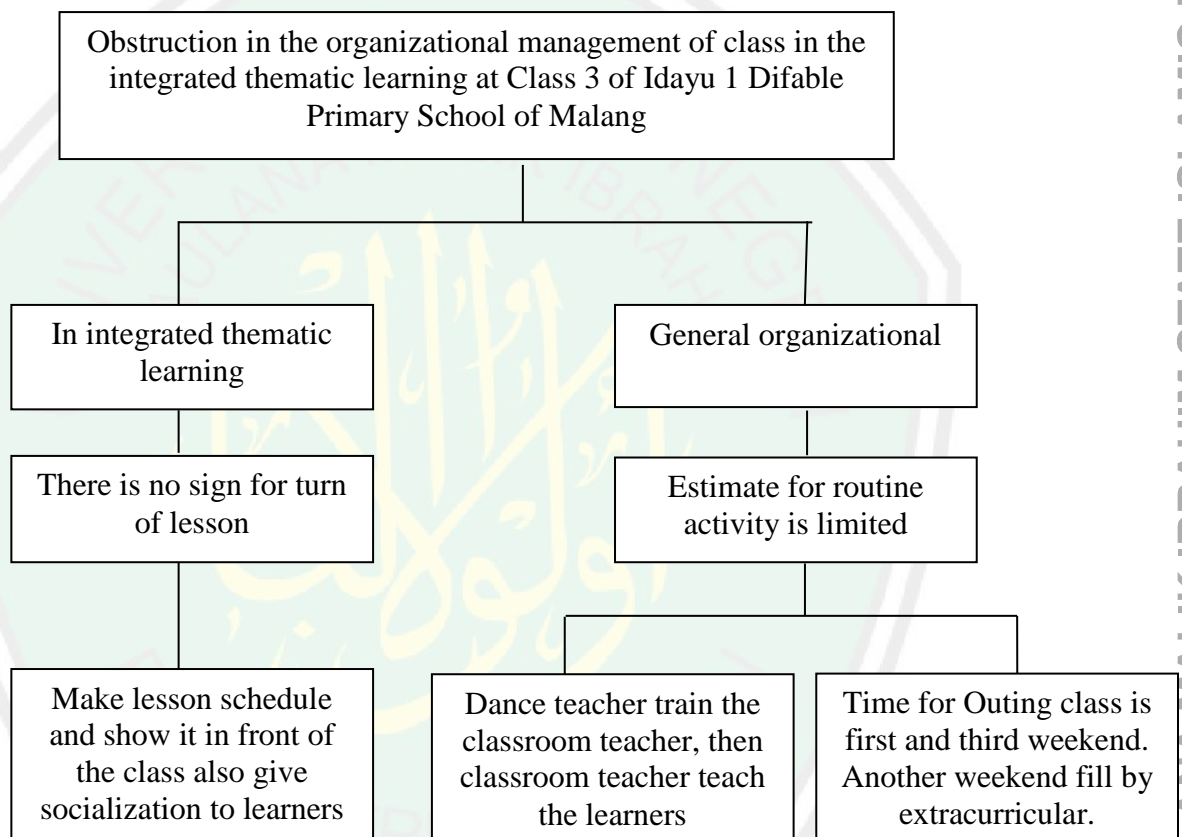 Obstruction in the organizational management of class in the
integrated thematic learning at Class 3 of Idayu 1 Difable
Primary School of Malang
In integrated thematic
learning
General organizational
There is no sign for turn
of lesson
Estimate for routine
activity is limited
Make lesson schedule
and show it in front of
the class also give
socialization to learners
Dance teacher train the
classroom teacher, then
classroom teacher teach
the learners
Time for Outing class is
first and third weekend.
Another weekend fill by
extracurricular.